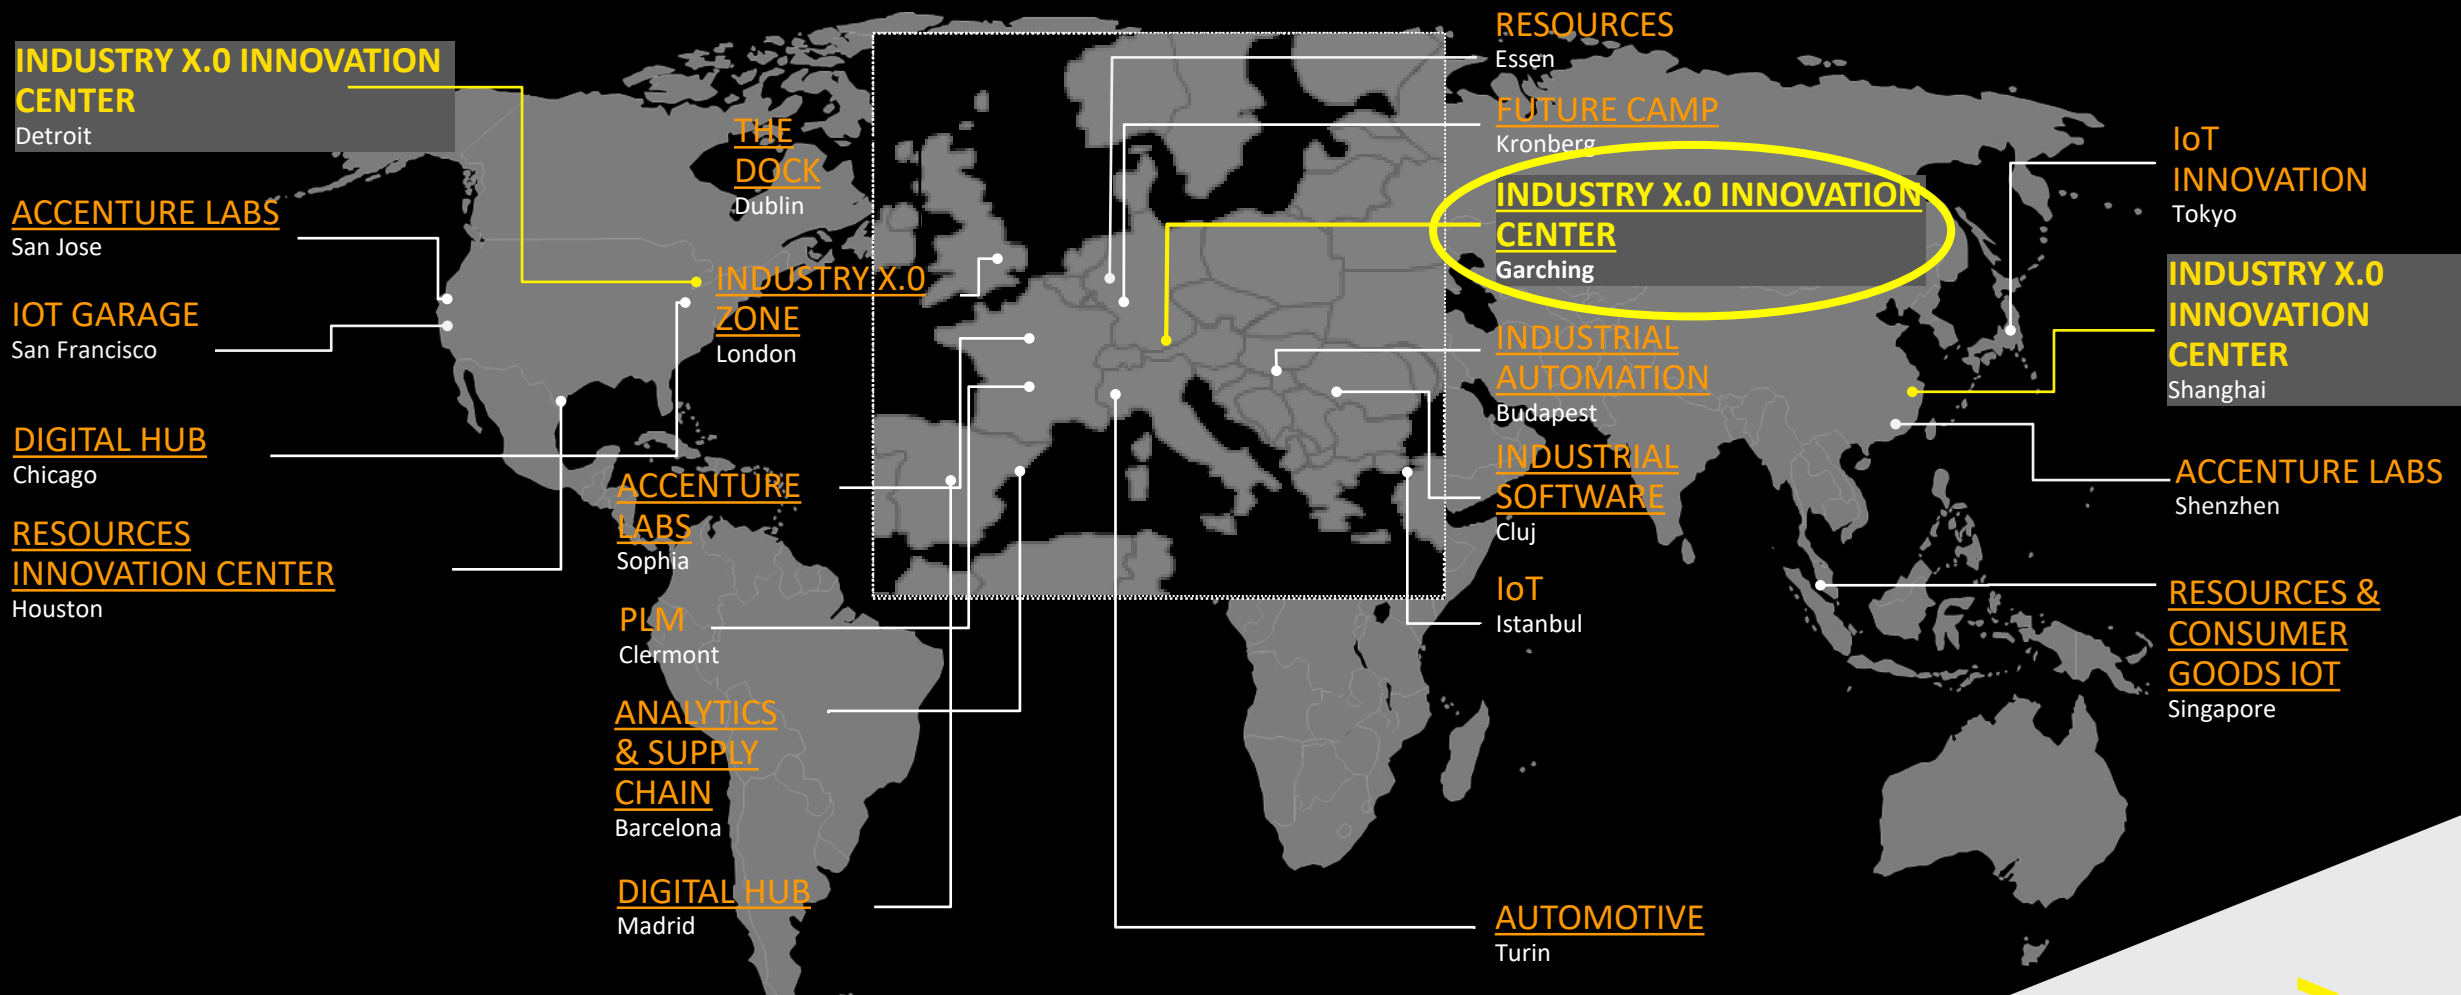 INDUSTRY X.0 INNOVATION
CENTER
Detroit
ACCENTURE LABS
San Jose
IOT GARAGE
San Francisco
DIGITAL HUB
Chicago
RESOURCES
INNOVATION CENTER
Houston
THE
DOCK
Dublin
INDUSTRY X.0
ZONE
London
ACCENTURE
LABS
Sophia
PLM
Clermont
ANALYTICS
& SUPPLY
CHAIN
Barcelona
DIGITAL HUB
Madrid
RESOURCES
Essen
FUTURE CAMP
Kronberg
INDUSTRY X.0 INNOVATION
CENTER
Garching
INDUSTRIAL
AUTOMATION
Budapest
INDUSTRIAL
SOFTWARE
Cluj
IoT
Istanbul
AUTOMOTIVE
Turin
IoT
INNOVATION
Tokyo
INDUSTRY X.0
INNOVATION
CENTER
Shanghai
ACCENTURE LABS
Shenzhen
RESOURCES &
CONSUMER
GOODS IOT
Singapore